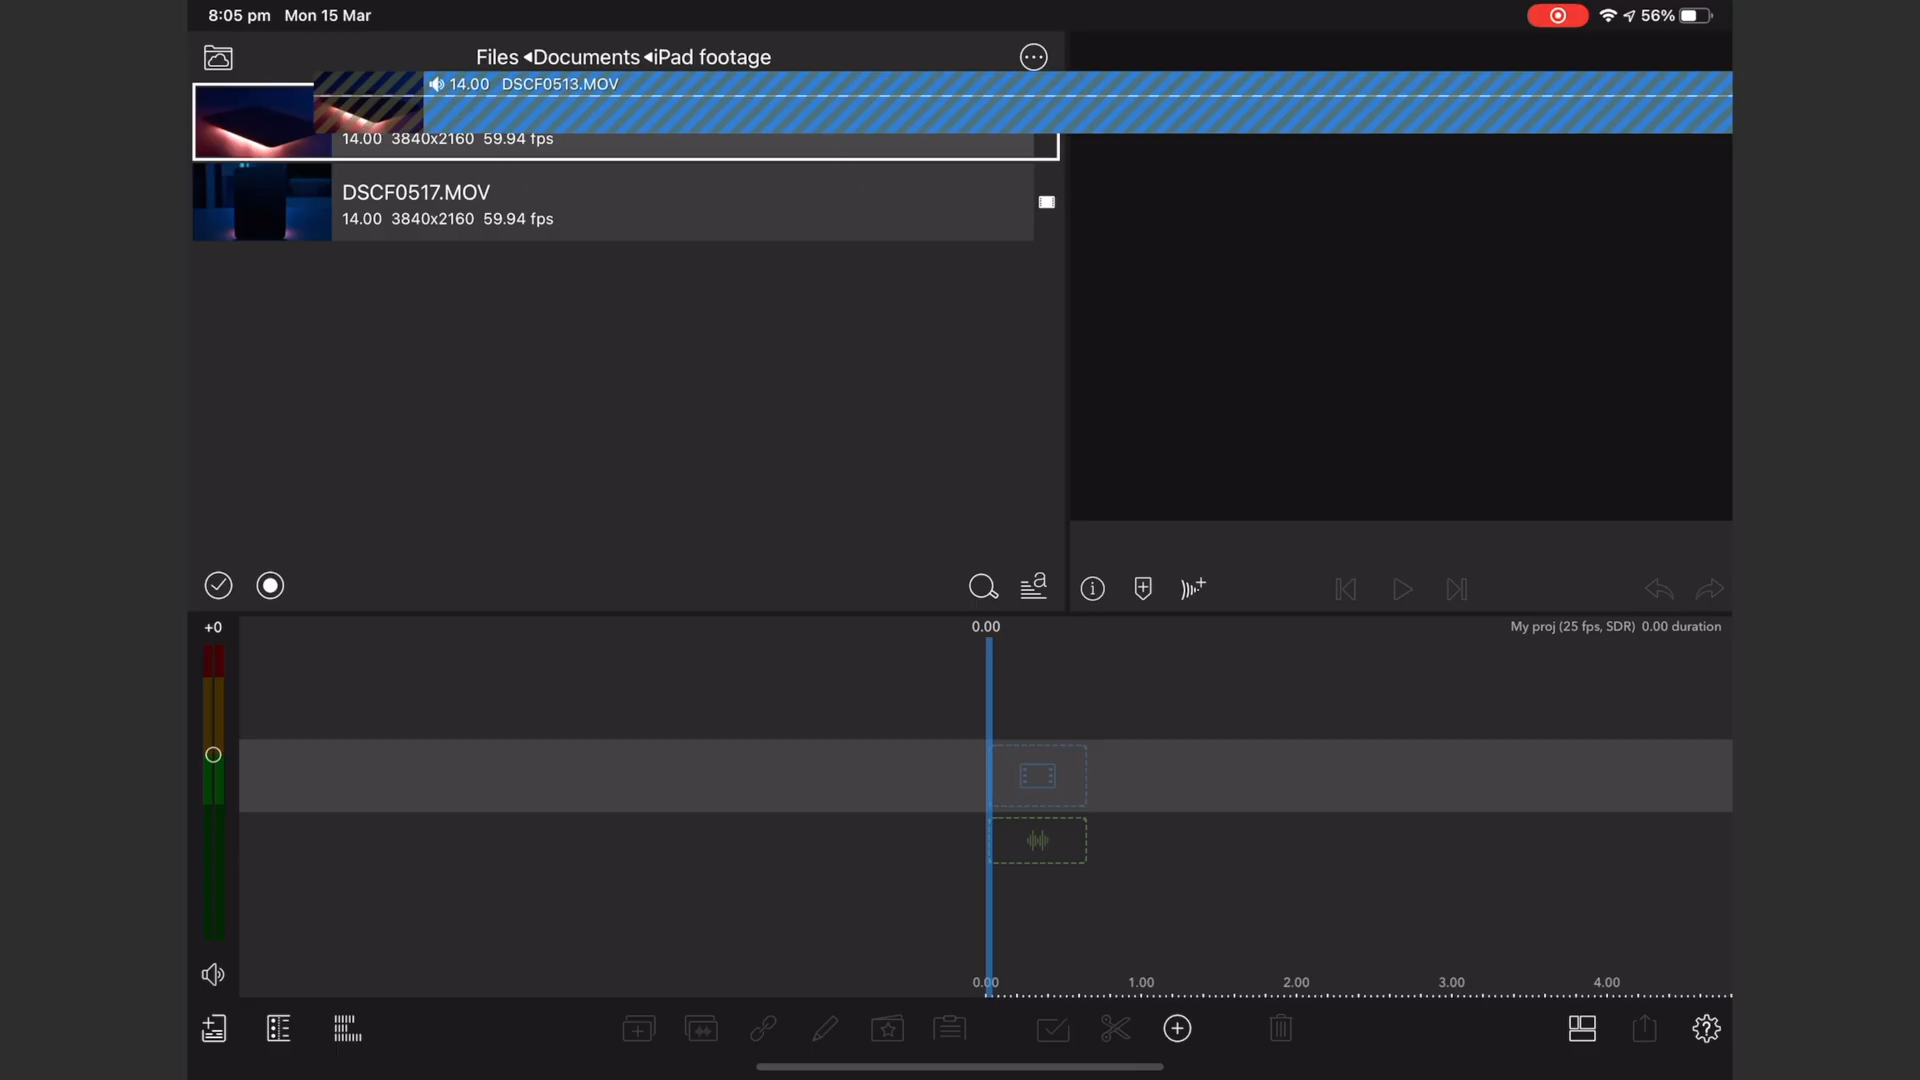 8:05 pm Mon 15 Mar
56%
Files ◂Documents ◂iPad footage
14.00 DSCF0513.MOV
14.00 3840x2160 59.94 fps
DSCF0517.MOV
14.00 3840x2160 59.94 fps
a
+0
0.00
My proj (25 fps, SDR) 0.00 duration
0.00 1.00 2.00 3.00 4.00